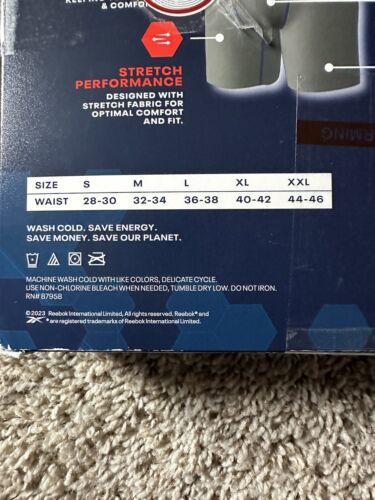 & COMFO
STRETCH
PERFORMANCE
DESIGNED WITH
STRETCH FABRIC FOR
OPTIMAL COMFORT
AND FIT.
RMING
SIZE S M L XL XXL
WAIST 28-30 32-34 36-38 40-42 44-46
WASH COLD. SAVE ENERGY.
SAVE MONEY. SAVE OUR PLANET.
MACHINE WASH COLD WITH LIKE COLORS, DELICATE CYCLE.
USE NON-CHLORINE BLEACH WHEN NEEDED, TUMBLE DRY LOW. DO NOT IRON.
RN# 87958
©2023 Reebok International Limited, All rights reserved. Reebok® and
® are registered trademarks of Reebok International Limited.